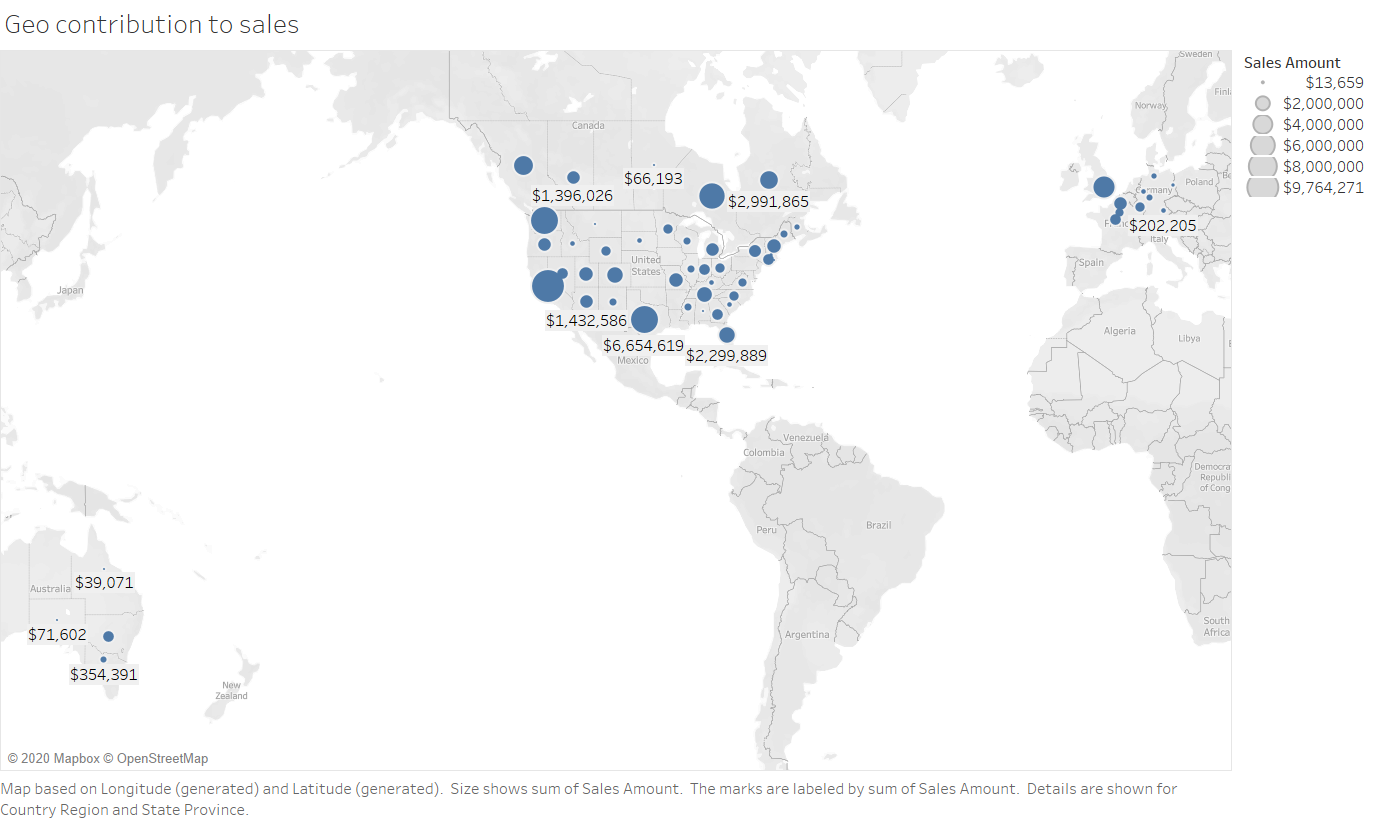 Geo contribution to sales
Sales Amount
$13,659
$2,000,000
$4,000,000
$6,000,000
$8,000,000
$9,764,271
Sweden
Norway
Canada
$66,193
$1,396,026
$2,991,865
Poland
$202,205
Italy
United
States
Spain
Japan
$1,432,586
$6,654,619
$2,299,889
Mexico
Algeria
Libya
Venezuela
Colombia
Brazil
Peru
$39,071
Australia
$71,602
$354,391
Argentina
South
Africa
New
Zealand
© 2020 Mapbox © OpenStreetMap
Map based on Longitude (generated) and Latitude (generated).  Size shows sum of Sales Amount.  The marks are labeled by sum of Sales Amount.  Details are shown for
Country Region and State Province.